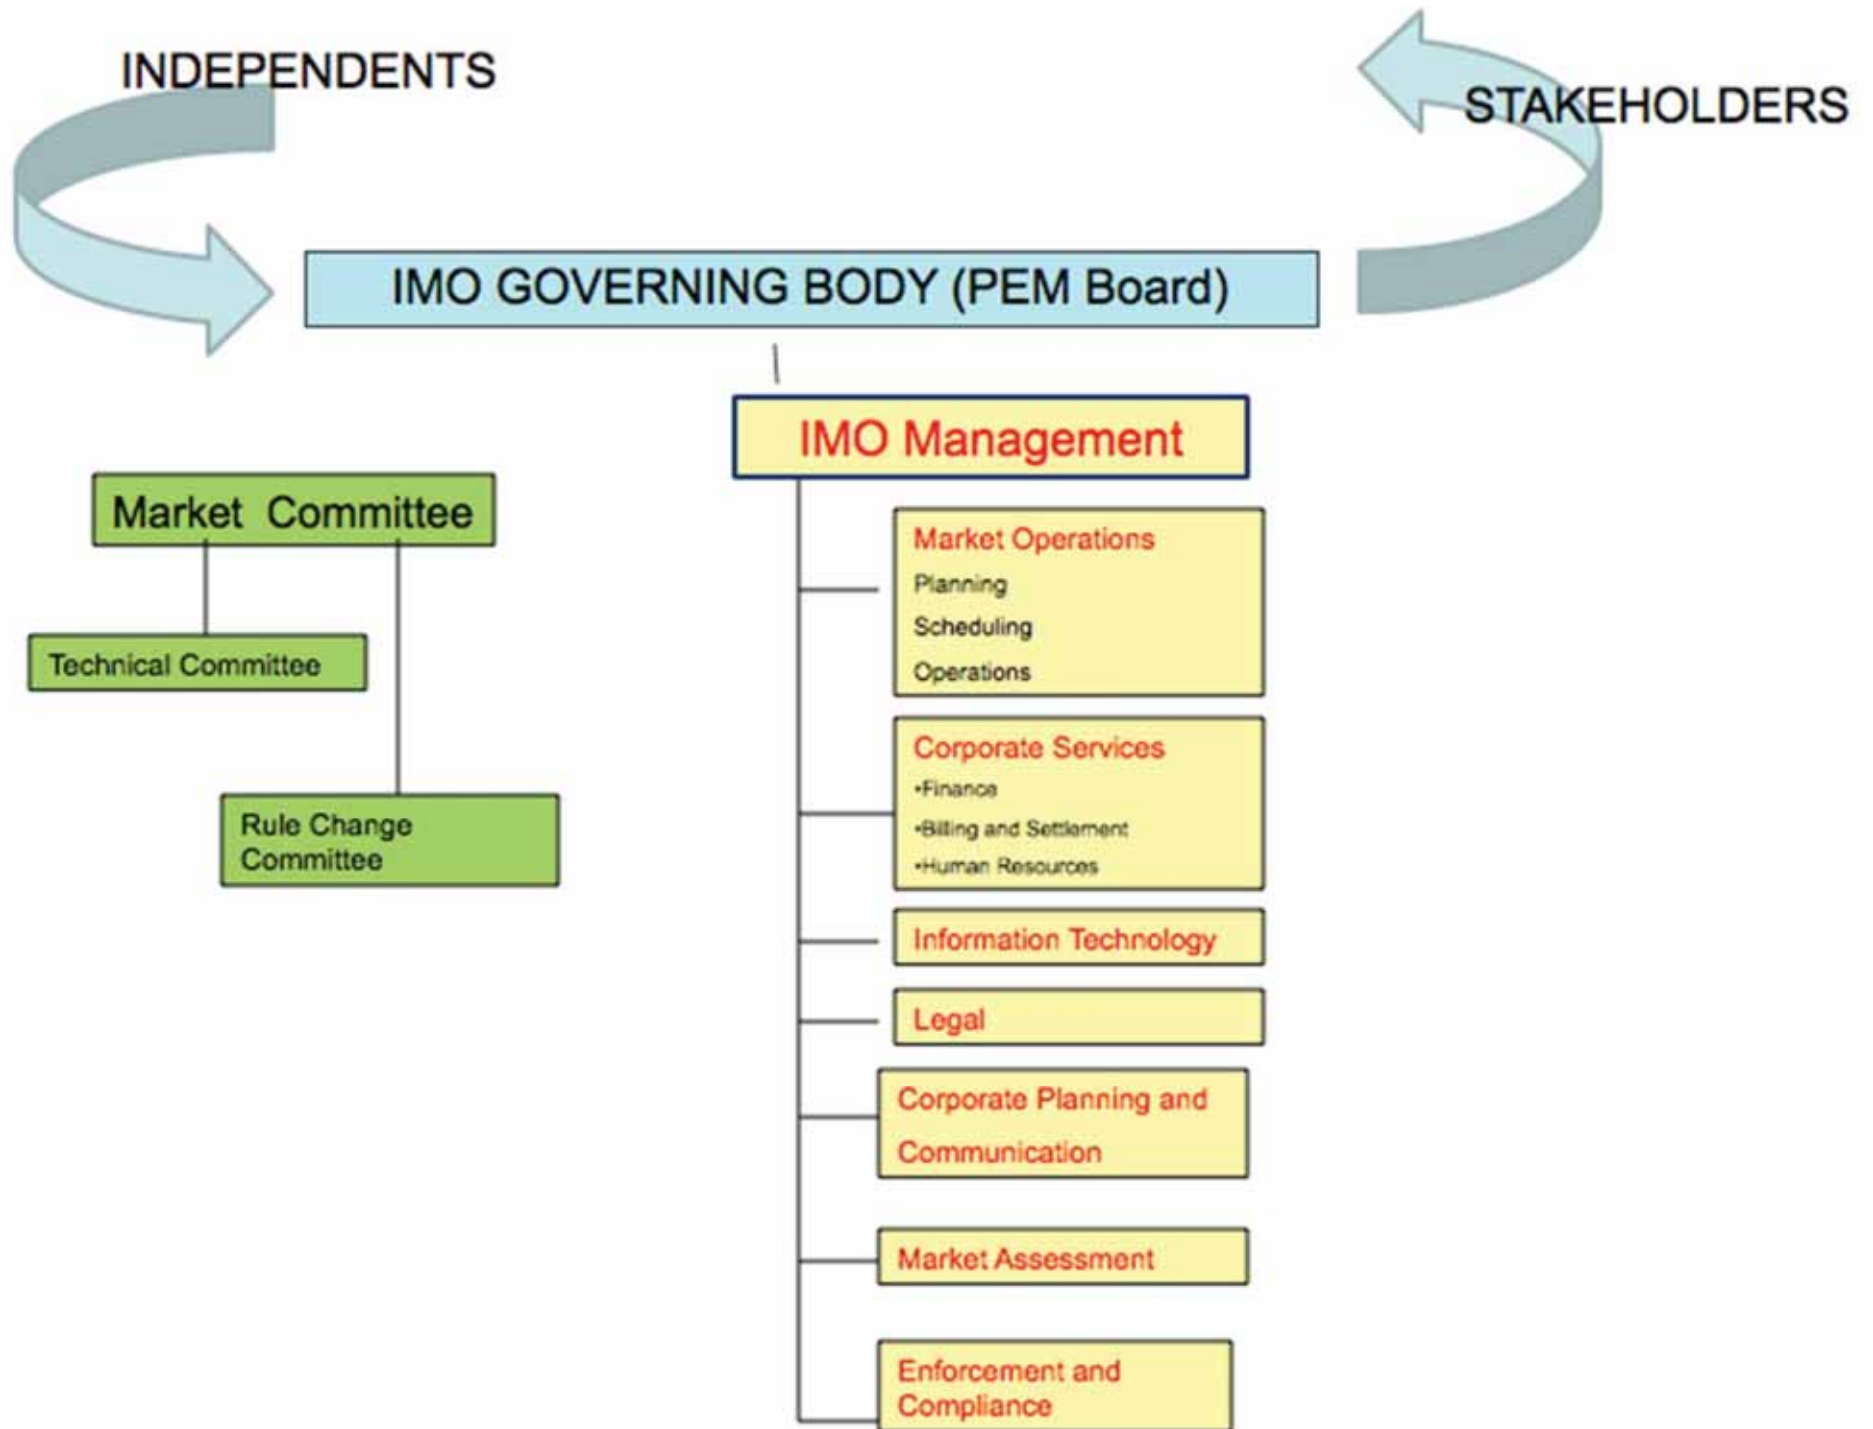 INDEPENDENTS
STAKEHOLDERS
IMO GOVERNING BODY (PEM Board)
IMO Management
Market Committee
Technical Committee
Rule Change
Committee
Market Operations
Planning
Scheduling
Operations
Corporate Services
•Finance
•Billing and Settlement
•Human Resources
Information Technology
Legal
Corporate Planning and
Communication
Market Assessment
Enforcement and
Compliance